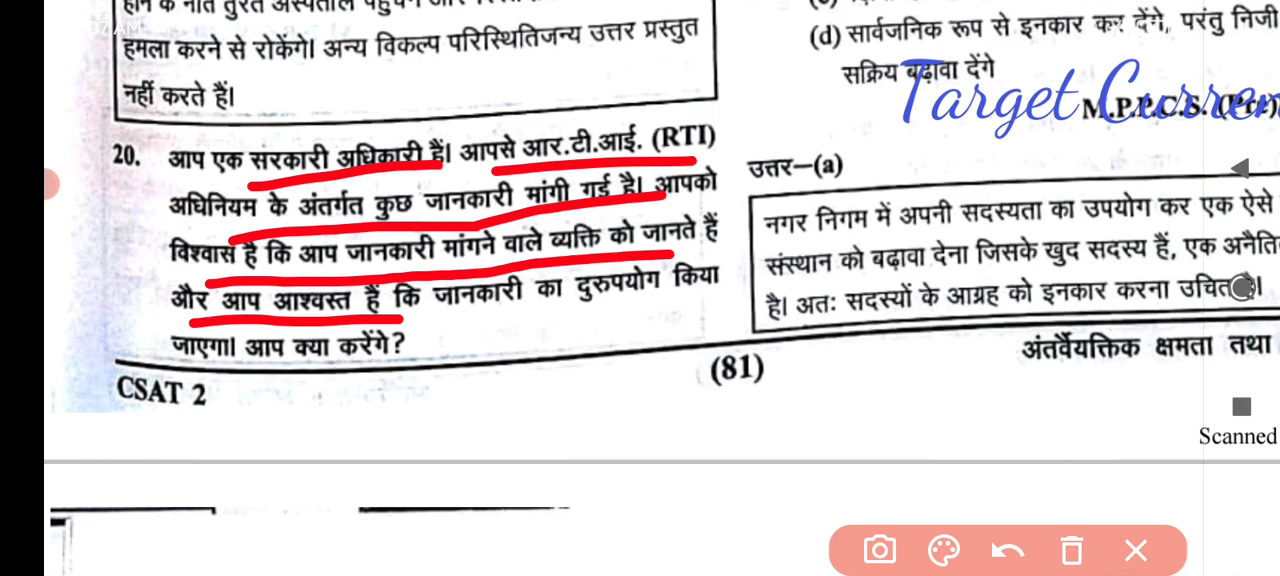 हमला करने से रोकेंगे। अन्य विकल्प परिस्थितिजन्य उत्तर प्रस्तुत
नहीं करते हैं।
20. आप एक सरकारी अधिकारी हैं। आपसे आर.टी.आई. (RTI)
अधिनियम के अंतर्गत कुछ जानकारी मांगी गई है। आपको
विश्वास है कि आप जानकारी मांगने वाले व्यक्ति को जानते हैं
और आप आश्वस्त हैं कि जानकारी का दुरुपयोग किया
जाएगा। आप क्या करेंगे?
(d) सार्वजनिक रूप से इनकार कर देंगे, परंतु निजी
सक्रिय बढ़ावा देंगे
Target Curren
M.P.P.C.S. (Pre)
उत्तर–(a)
नगर निगम में अपनी सदस्यता का उपयोग कर एक ऐसे
संस्थान को बढ़ावा देना जिसके खुद सदस्य हैं, एक अनैति
है। अतः सदस्यों के आग्रह को इनकार करना उचित
CSAT 2
(81)
अंतर्वैयक्तिक क्षमता तथा
Scanned